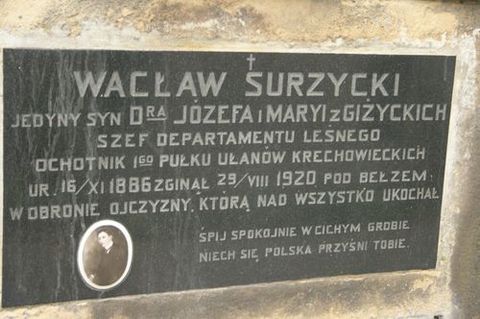 WACŁAW SURZYCKI
JEDYNY SYN DRA JÓZEFA I MARYI Z GIŻYCKICH
SZEF DEPARTAMENTU LEŚNEGO
OCHOTNIK 1GO PUŁKU UŁANÓW KRECHOWIECKICH
UR. 16/XI 1886 ZGINĄŁ 29/VIII 1920 POD BEŁZEM
W OBRONIE OJCZYZNY, KTÓRĄ NAD WSZYSTKO UKOCHAŁ
ŚPIJ SPOKOJNIE W CICHYM GROBIE
NIECH SIĘ POLSKA PRZYŚNI TOBIE.